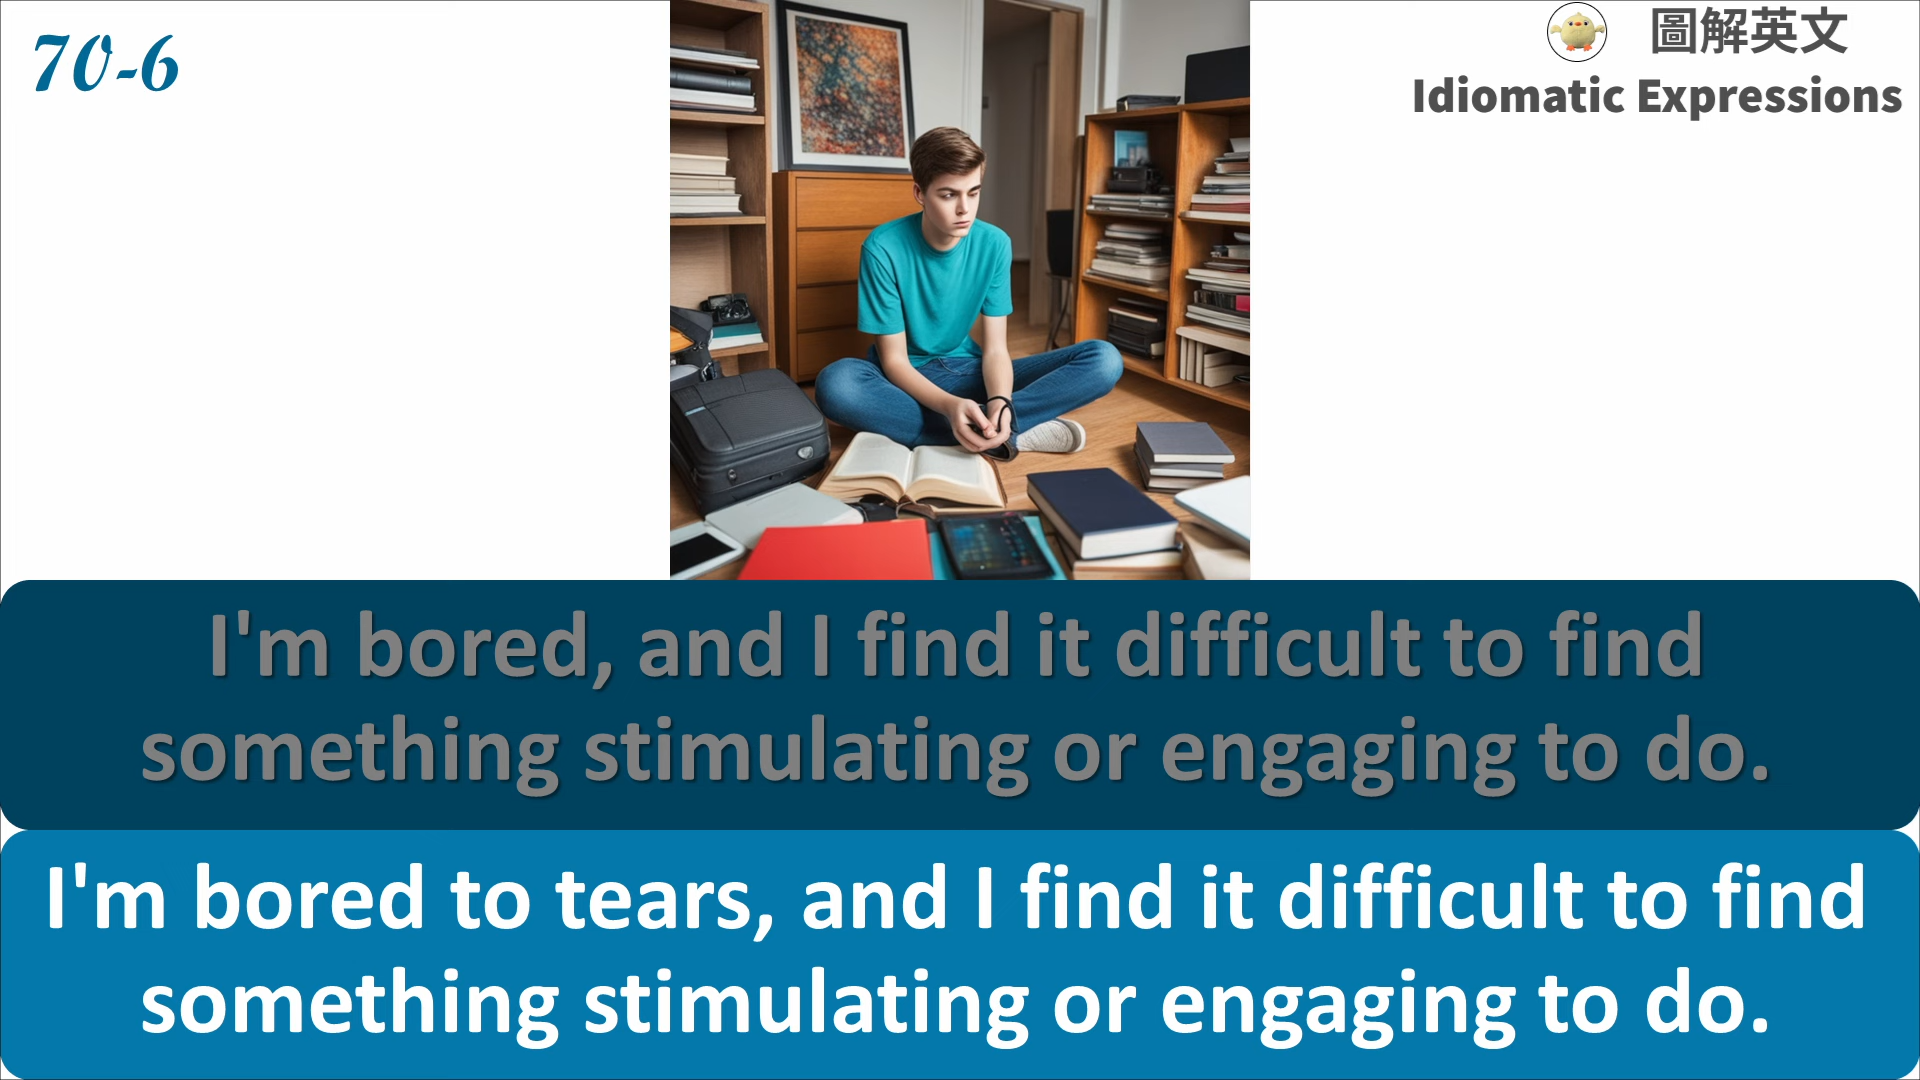 70-6
圖解英文
Idiomatic Expressions
I'm bored, and I find it difficult to find
something stimulating or engaging to do.
I'm bored to tears, and I find it difficult to find
something stimulating or engaging to do.